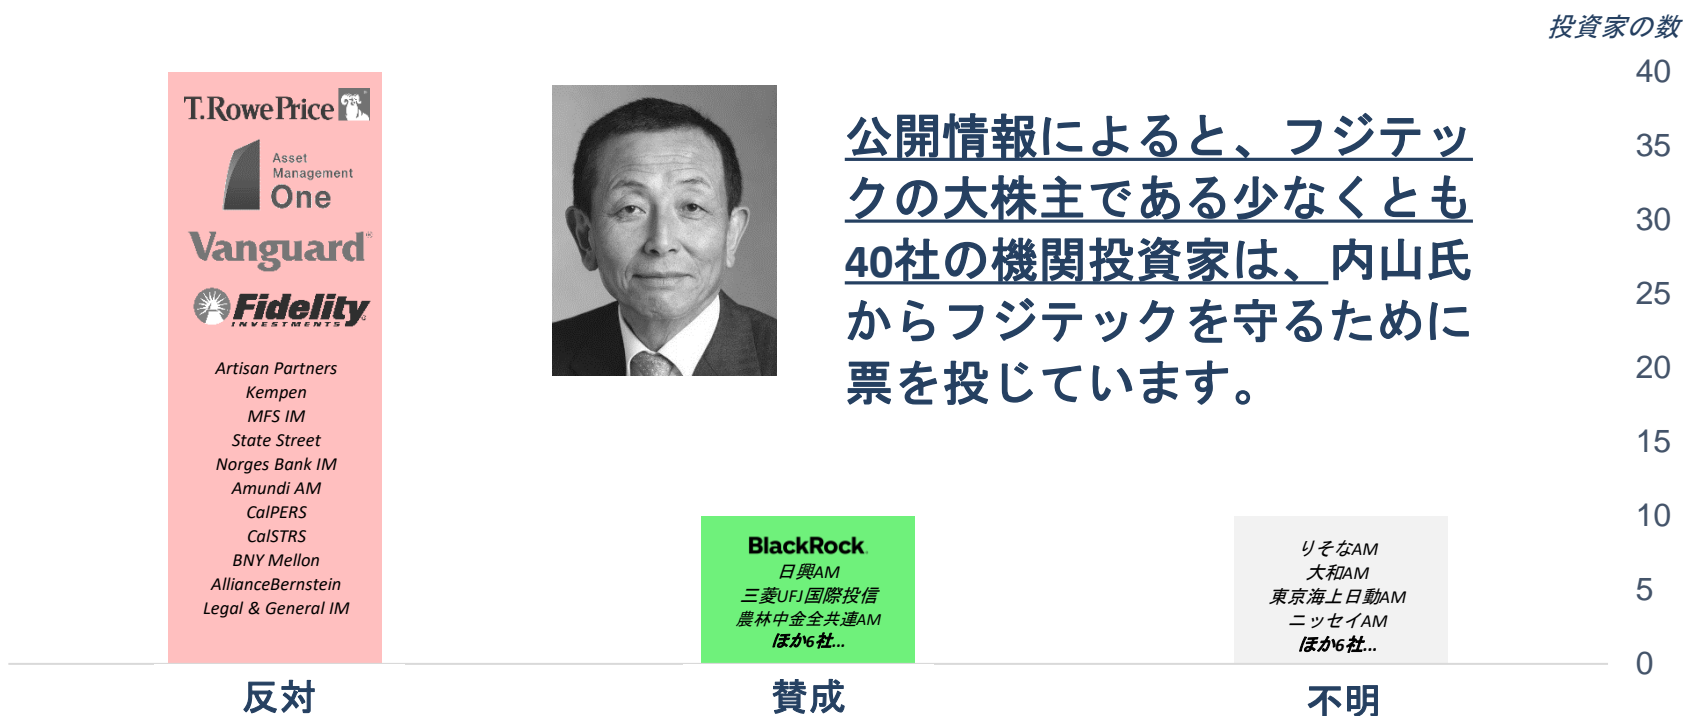 投資家の数
40
35
30
25
20
15
10
5
0
T.RowePrice
Asset
Management
One
Vanguard®
Fidelity
INVESTMENTS
Artisan Partners
Kempen
MFS IM
State Street
Norges Bank IM
Amundi AM
CalPERS
CalSTRS
BNY Mellon
AllianceBernstein
Legal & General IM
反対
公開情報によると、フジテッ
クの大株主である少なくとも
40社の機関投資家は、内山氏
からフジテックを守るために
票を投じています。
BlackRock.
日興AM
三菱UFJ国際投信
農林中金全共連AM
ほか6社...
賛成
りそなAM
大和AM
東京海上日動AM
ニッセイAM
ほか6社...
不明